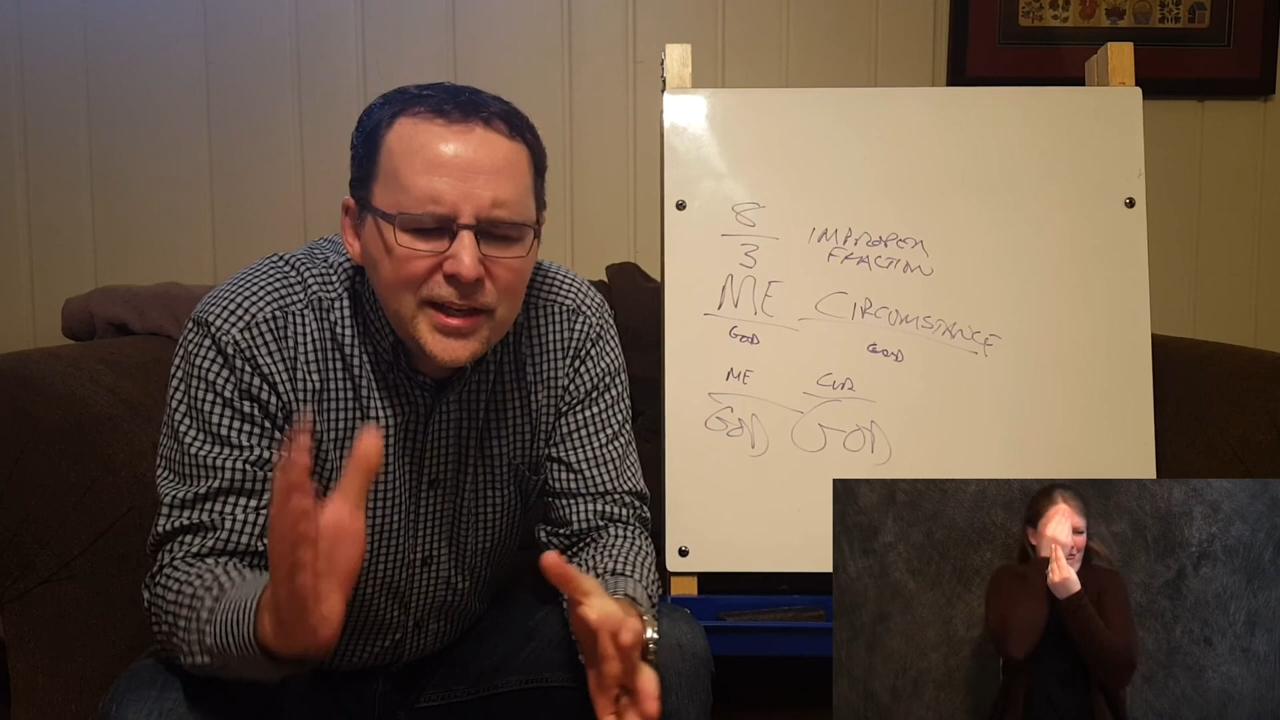 8
3
IMPROPER
FRACTION
ME CIRCUMSTANCE
GOD GOD
ME CIR
GOD GOD